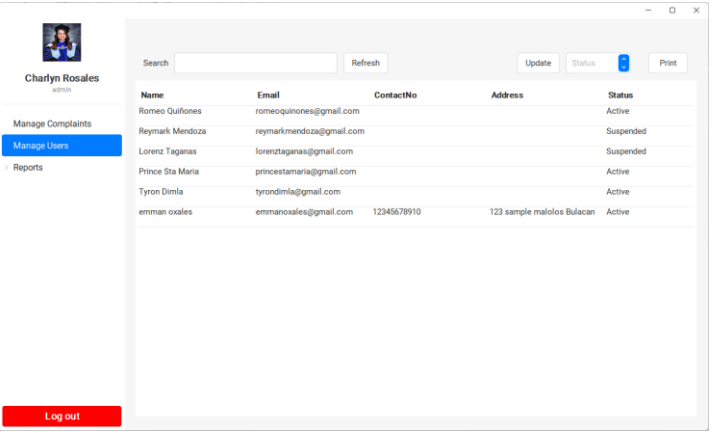 Charlyn Rosales
admin
Manage Complaints
Manage Users
Reports
Log out
Search Refresh Update Status Print
Name Email ContactNo Address Status
Romeo Quiñones romeoquinones@gmail.com Active
Reymark Mendoza reymarkmendoza@gmail.com Suspended
Lorenz Taganas lorenztaganas@gmail.com Suspended
Prince Sta Maria princestamaria@gmail.com Active
Tyron Dimla tyrondimla@gmail.com Active
emman oxales emmanoxales@gmail.com 12345678910 123 sample malolos Bulacan Active